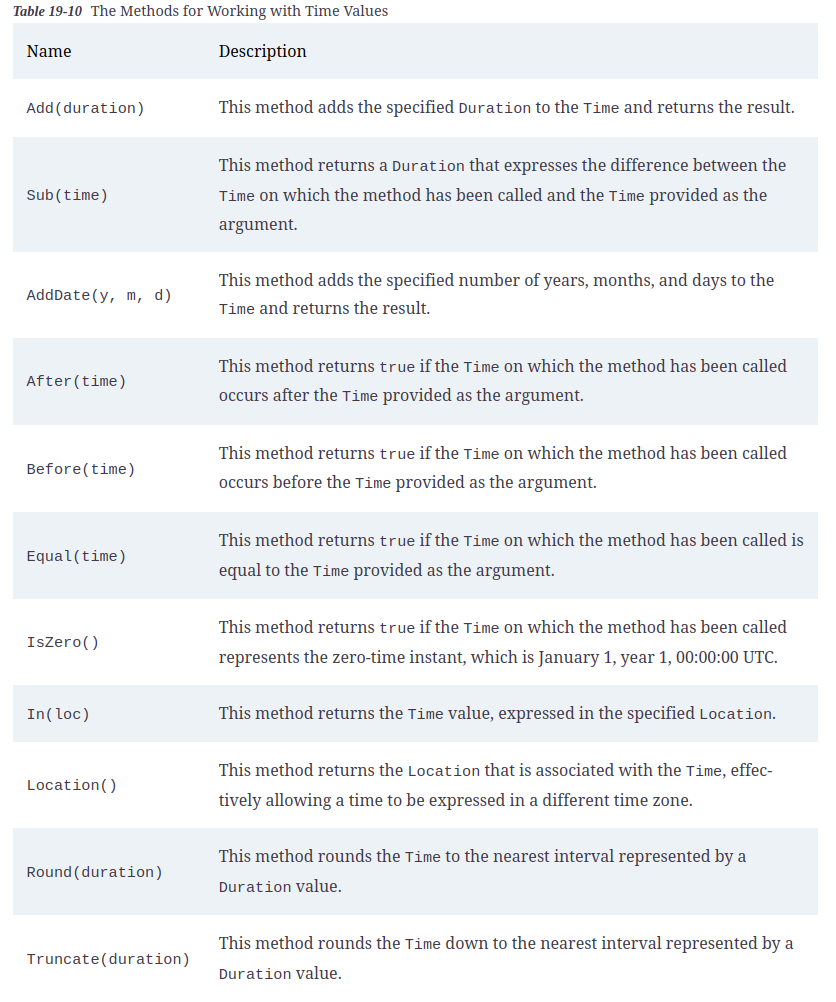 Table 19-10 The Methods for Working with Time Values
Name Description
Add(duration) This method adds the specified Duration to the Time and returns the result.
This method returns a Duration that expresses the difference between the
Sub(time) Time on which the method has been called and the Time provided as the
argument.
AddDate(y, m, d) This method adds the specified number of years, months, and days to the
Time and returns the result.
After(time) This method returns true if the Time on which the method has been called
occurs after the Time provided as the argument.
Before(time) This method returns true if the Time on which the method has been called
occurs before the Time provided as the argument.
Equal(time) This method returns true if the Time on which the method has been called is
equal to the Time provided as the argument.
IsZero() This method returns true if the Time on which the method has been called
represents the zero-time instant, which is January 1, year 1, 00:00:00 UTC.
In(loc) This method returns the Time value, expressed in the specified Location.
Location() This method returns the Location that is associated with the Time, effec-
tively allowing a time to be expressed in a different time zone.
Round(duration) This method rounds the Time to the nearest interval represented by a
Duration value.
Truncate(duration) This method rounds the Time down to the nearest interval represented by a
Duration value.